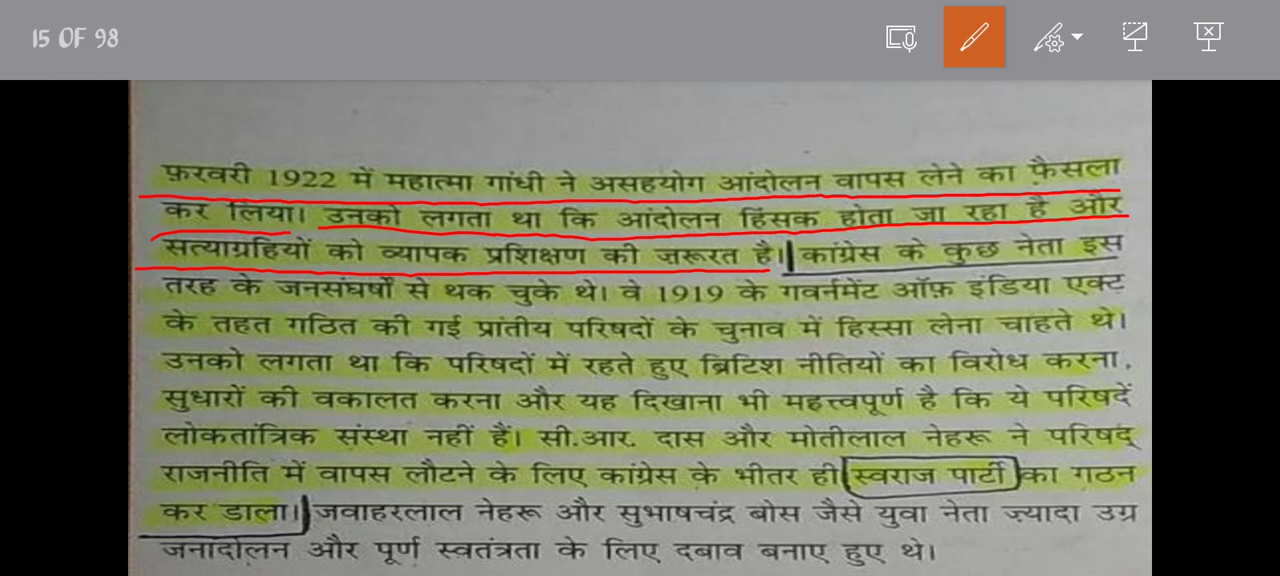 15 OF 98
फ़रवरी 1922 में महात्मा गांधी ने असहयोग आंदोलन वापस लेने का फ़ैसला
कर लिया। उनको लगता था कि आंदोलन हिंसक होता जा रहा है और
सत्याग्रहियों को व्यापक प्रशिक्षण की ज़रूरत है। कांग्रेस के कुछ नेता इस
तरह के जनसंघर्षों से थक चुके थे। वे 1919 के गवर्नमेंट ऑफ़ इंडिया एक्ट
के तहत गठित की गई प्रांतीय परिषदों के चुनाव में हिस्सा लेना चाहते थे।
उनको लगता था कि परिषदों में रहते हुए ब्रिटिश नीतियों का विरोध करना,
सुधारों की वकालत करना और यह दिखाना भी महत्त्वपूर्ण है कि ये परिषदें
लोकतांत्रिक संस्था नहीं हैं। सी.आर. दास और मोतीलाल नेहरू ने परिषद्
राजनीति में वापस लौटने के लिए कांग्रेस के भीतर ही स्वराज पार्टी का गठन
कर डाला। जवाहरलाल नेहरू और सुभाषचंद्र बोस जैसे युवा नेता ज़्यादा उग्र
जनांदोलन और पूर्ण स्वतंत्रता के लिए दबाव बनाए हुए थे।